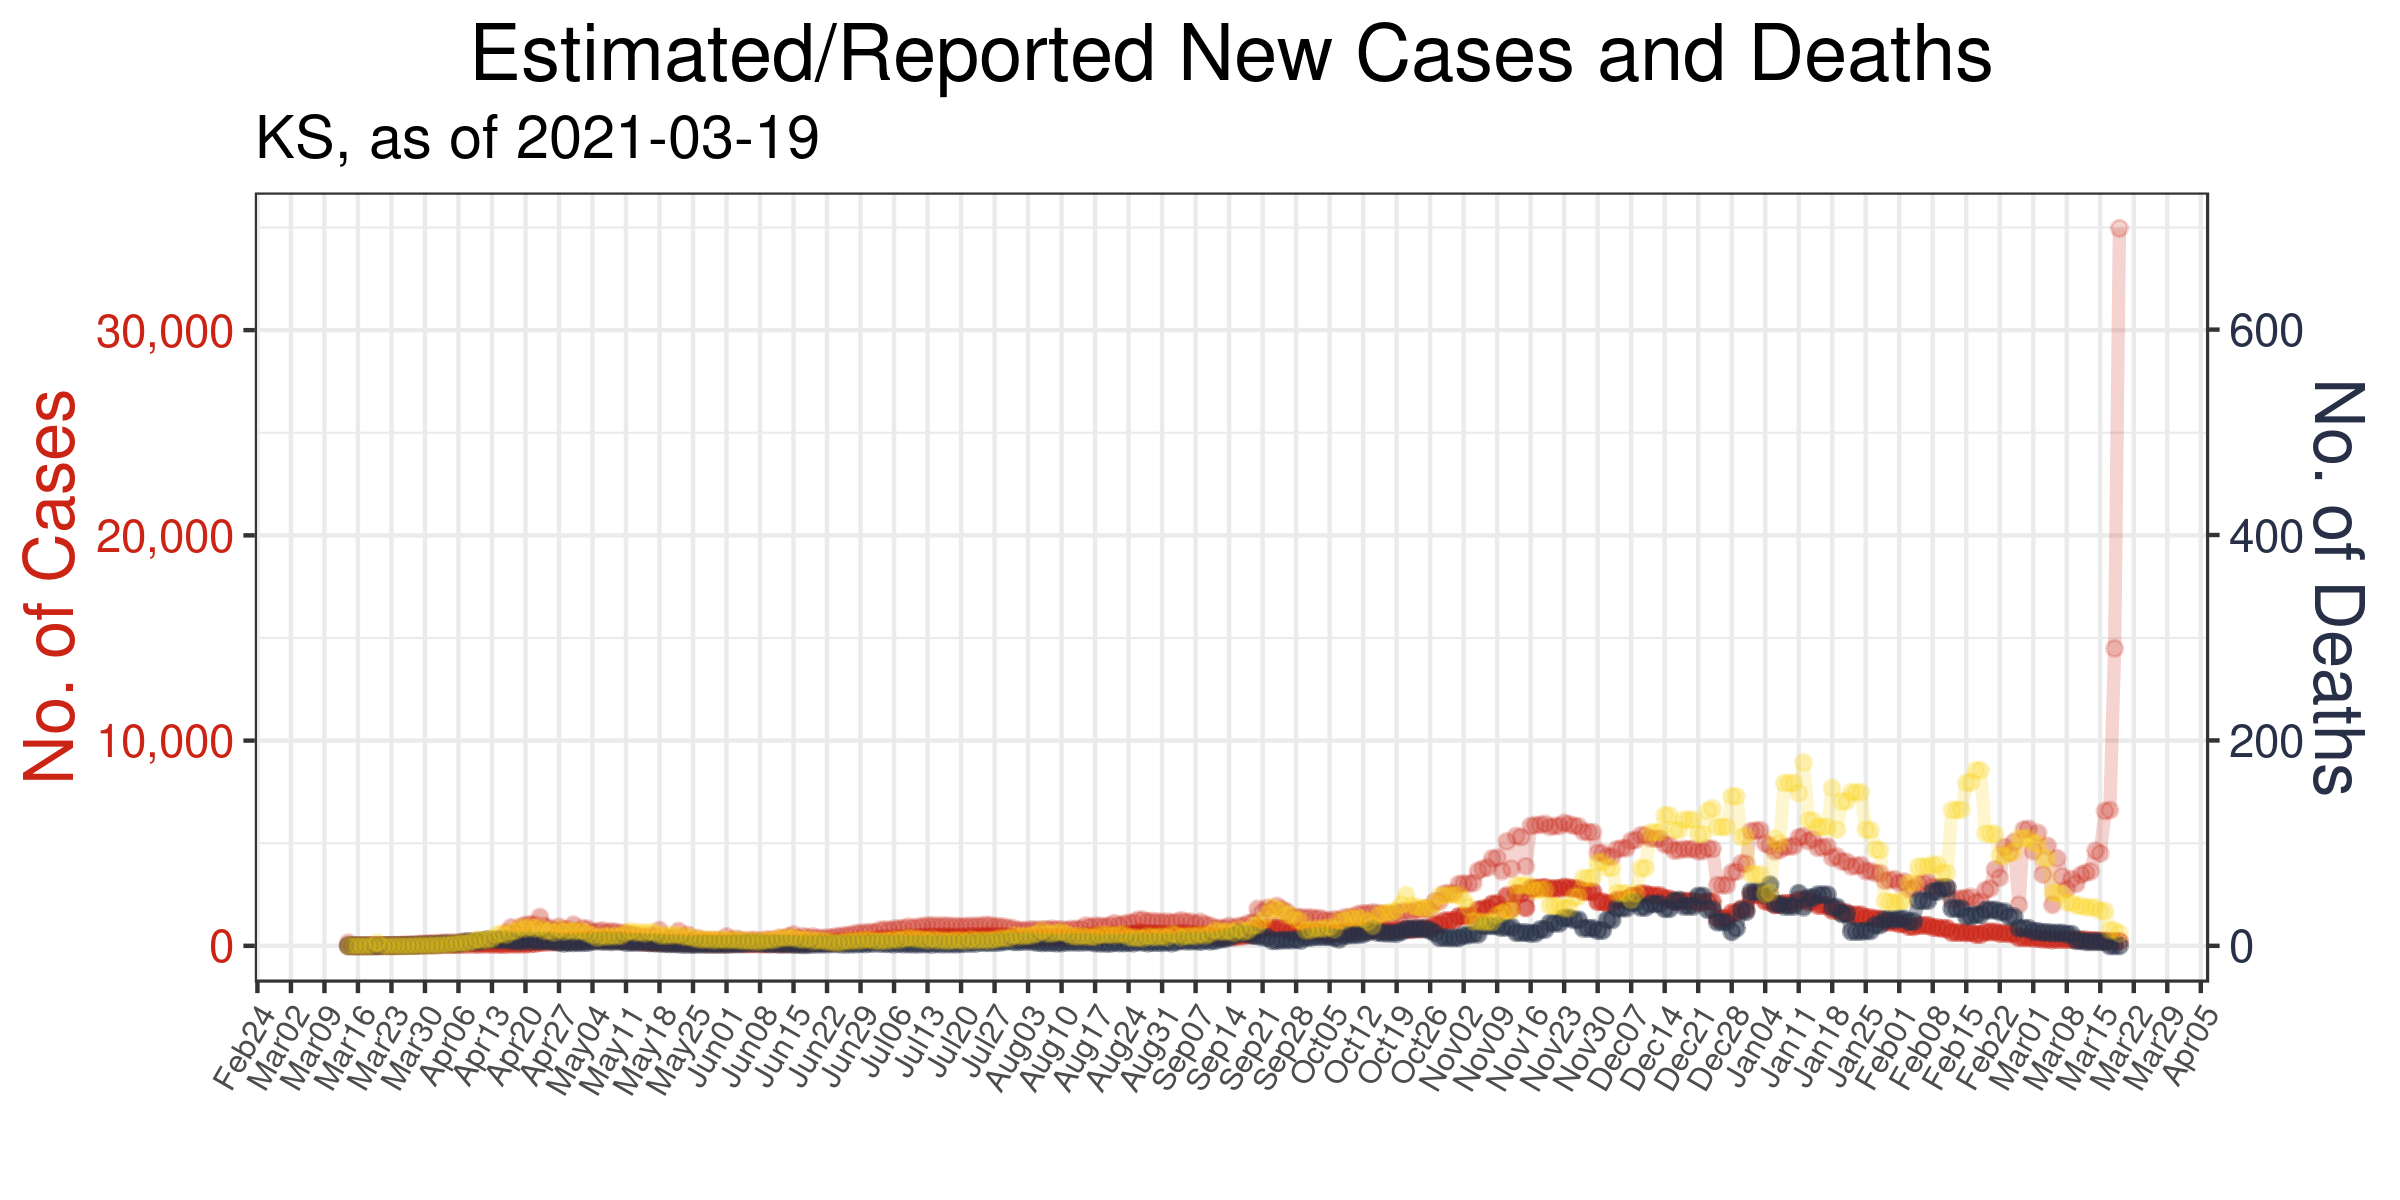 Estimated/Reported New Cases and Deaths
KS, as of 2021-03-19
No. of Cases
30,000
20,000
10,000
0
600
400
200
0
No. of Deaths
Feb24
Mar02
Mar09
Mar16
Mar23
Mar30
Apr06
Apr13
Apr20
Apr27
May04
May11
May18
May25
Jun01
Jun08
Jun15
Jun22
Jun29
Jul06
Jul13
Jul20
Jul27
Aug03
Aug10
Aug17
Aug24
Aug31
Sep07
Sep14
Sep21
Sep28
Oct05
Oct12
Oct19
Oct26
Nov02
Nov09
Nov16
Nov23
Nov30
Dec07
Dec14
Dec21
Dec28
Dec04
Jan11
Jan18
Jan25
Feb01
Feb08
Feb15
Feb22
Mar01
Mar08
Mar15
Mar22
Mar29
Apr05